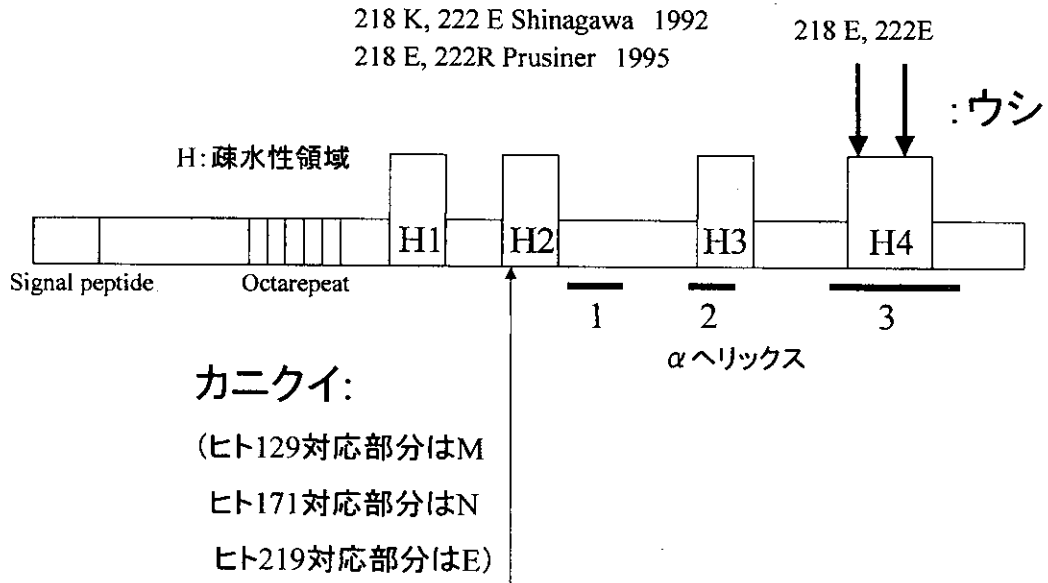 218 K, 222 E Shinagawa 1992
218 E, 222R Prusiner 1995
218 E, 222E
:ウシ
H:疎水性領域
H1
H2
H3
H4
Signal peptide
Octarepeat
1
2
3
αヘリックス
カニクイ:
(ヒト129対応部分はM
ヒト171対応部分はN
ヒト219対応部分はE)